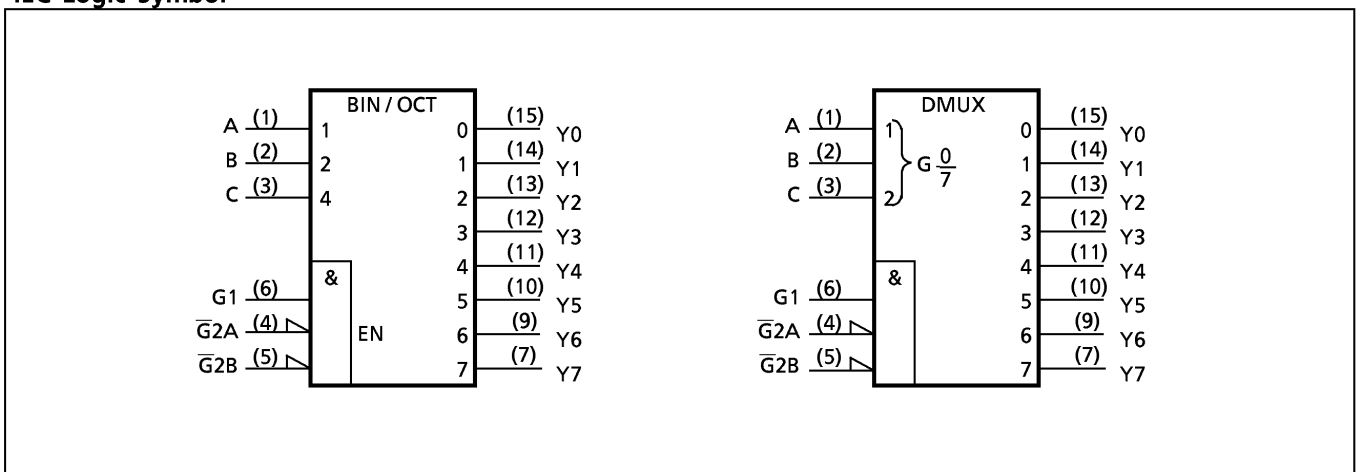 IEC Logic Symbol
BIN / OCT
A (1) 1 0 (15) Y0
B (2) 2 1 (14) Y1
C (3) 4 2 (13) Y2
3 (12) Y3
& 4 (11) Y4
G1 (6) 5 (10) Y5
G̅2A (4) EN 6 (9) Y6
G̅2B (5) 7 (7) Y7
DMUX
A (1) 1 0 (15) Y0
B (2) G 0/7 1 (14) Y1
C (3) 2 2 (13) Y2
3 (12) Y3
& 4 (11) Y4
G1 (6) 5 (10) Y5
G̅2A (4) 6 (9) Y6
G̅2B (5) 7 (7) Y7